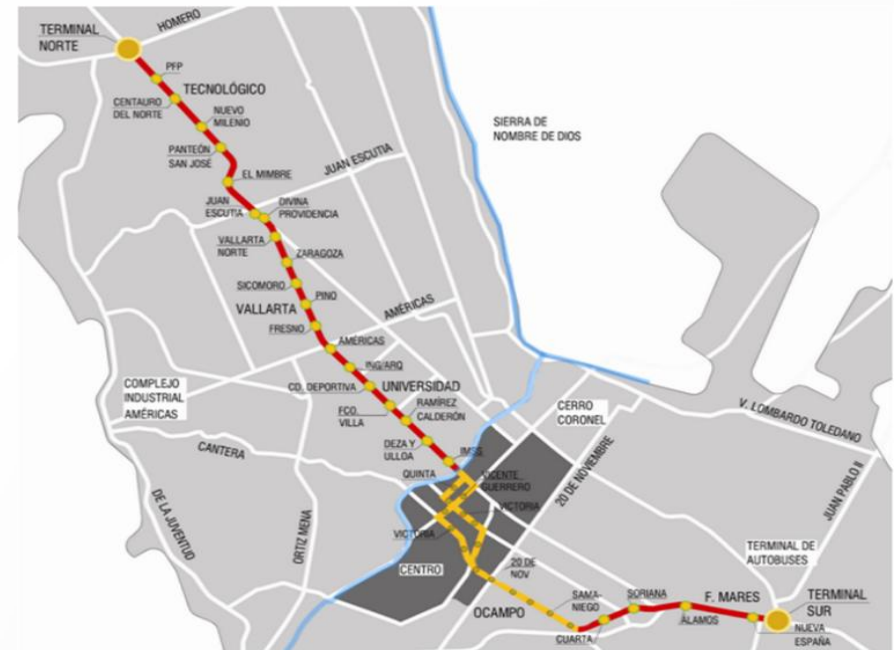 TERMINAL
NORTE
HOMERO
PFP
TECNOLÓGICO
CENTAURO
DEL NORTE
NUEVO
MILENIO
SIERRA DE
NOMBRE DE DIOS
PANTEÓN
SAN JOSÉ
JUAN ESCUTIA
EL MIMBRE
JUAN
ESCUTIA
DIVINA
PROVIDENCIA
VALLARTA
NORTE
ZARAGOZA
SICOMORO
PINO
VALLARTA
AMÉRICAS
FRESNO
AMÉRICAS
ING/ARQ
COMPLEJO
INDUSTRIAL
AMÉRICAS
CD. DEPORTIVA
UNIVERSIDAD
RAMÍREZ
CALDERÓN
FCO.
VILLA
CERRO
CORONEL
V. LOMBARDO TOLEDANO
DEZA Y
ULLOA
IMSS
CANTERA
QUINTA
VICENTE
GUERRERO
20 DE NOVIEMBRE
JUAN PABLO II
DE LA JUVENTUD
ORTIZ MENA
VICTORIA
VICTORIA
TERMINAL DE
AUTOBUSES
CENTRO
20 DE
NOV
OCAMPO
SAMA-
NIEGO
SORIANA
F. MARES
TERMINAL
SUR
ÁLAMOS
CUARTA
NUEVA
ESPAÑA